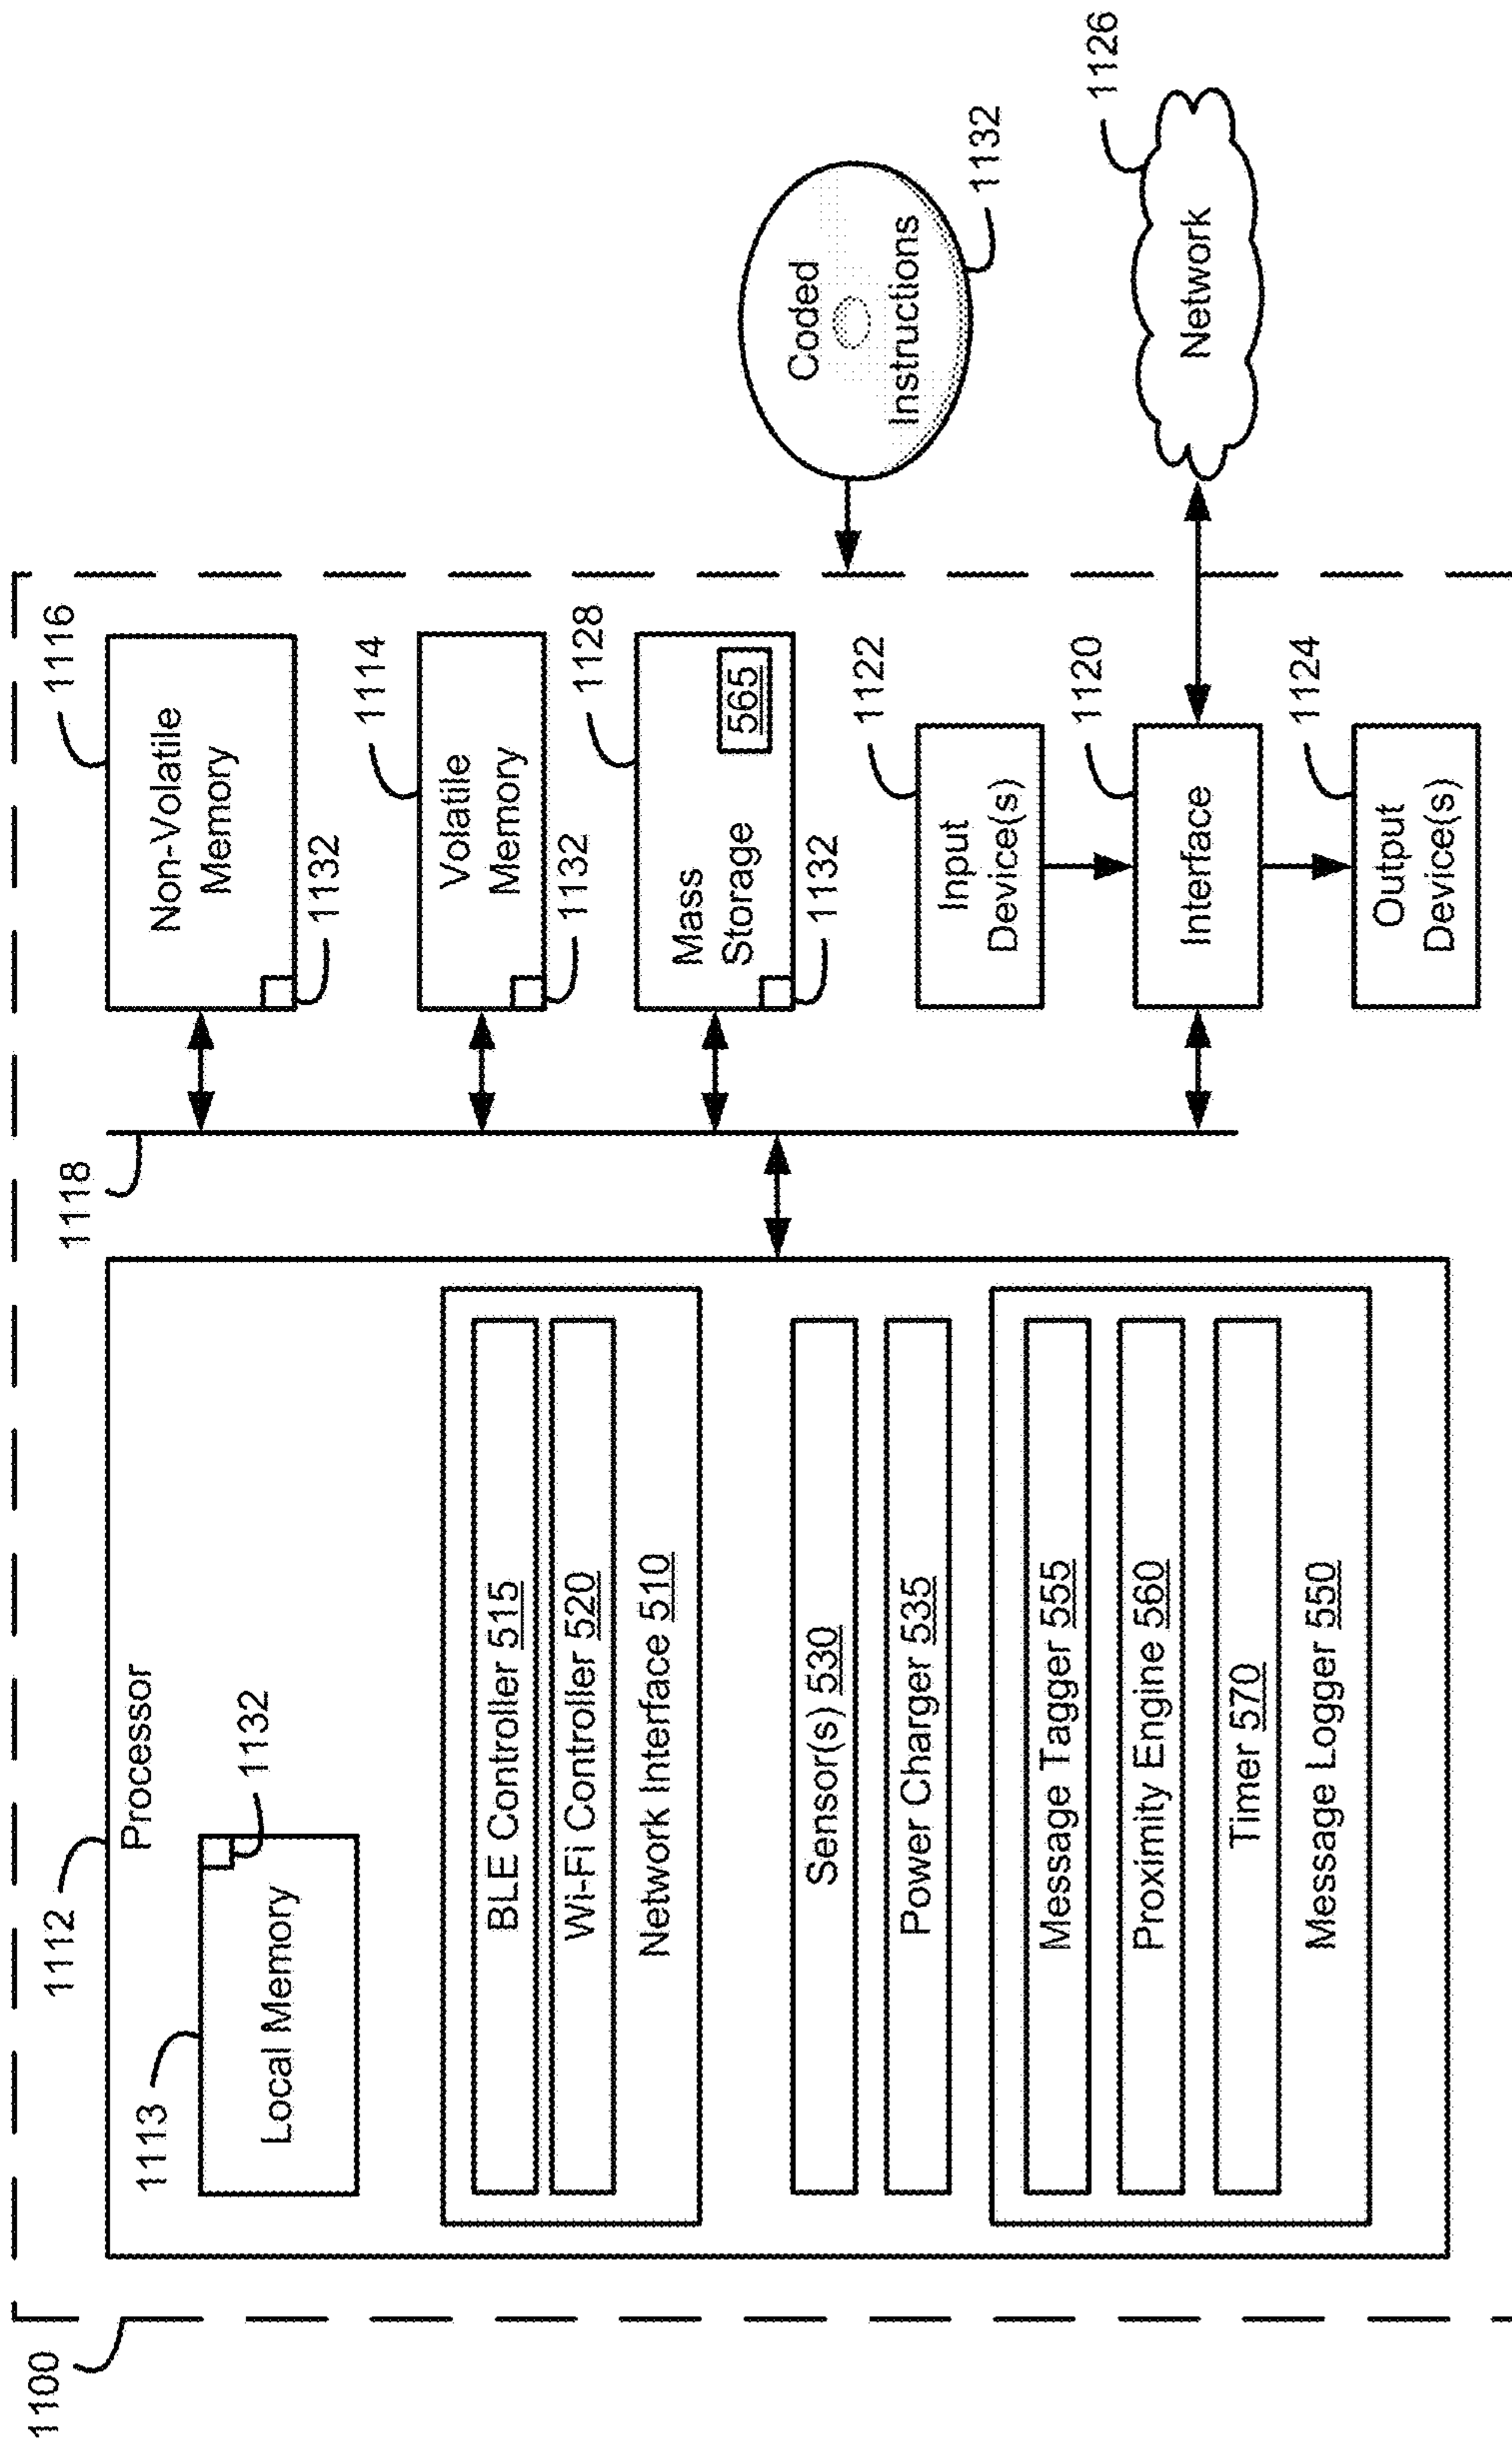 1100
1112
Processor
1113
Local Memory
1132
BLE Controller 515
Wi-Fi Controller 520
Network Interface 510
Sensor(s) 530
Power Charger 535
Message Tagger 555
Proximity Engine 560
Timer 570
Message Logger 550
1118
1116
Non-Volatile
Memory
1132
1114
Volatile
Memory
1132
1128
Mass
Storage
565
1132
1122
Input
Device(s)
1120
Interface
1124
Output
Device(s)
Coded
Instructions
1132
1126
Network